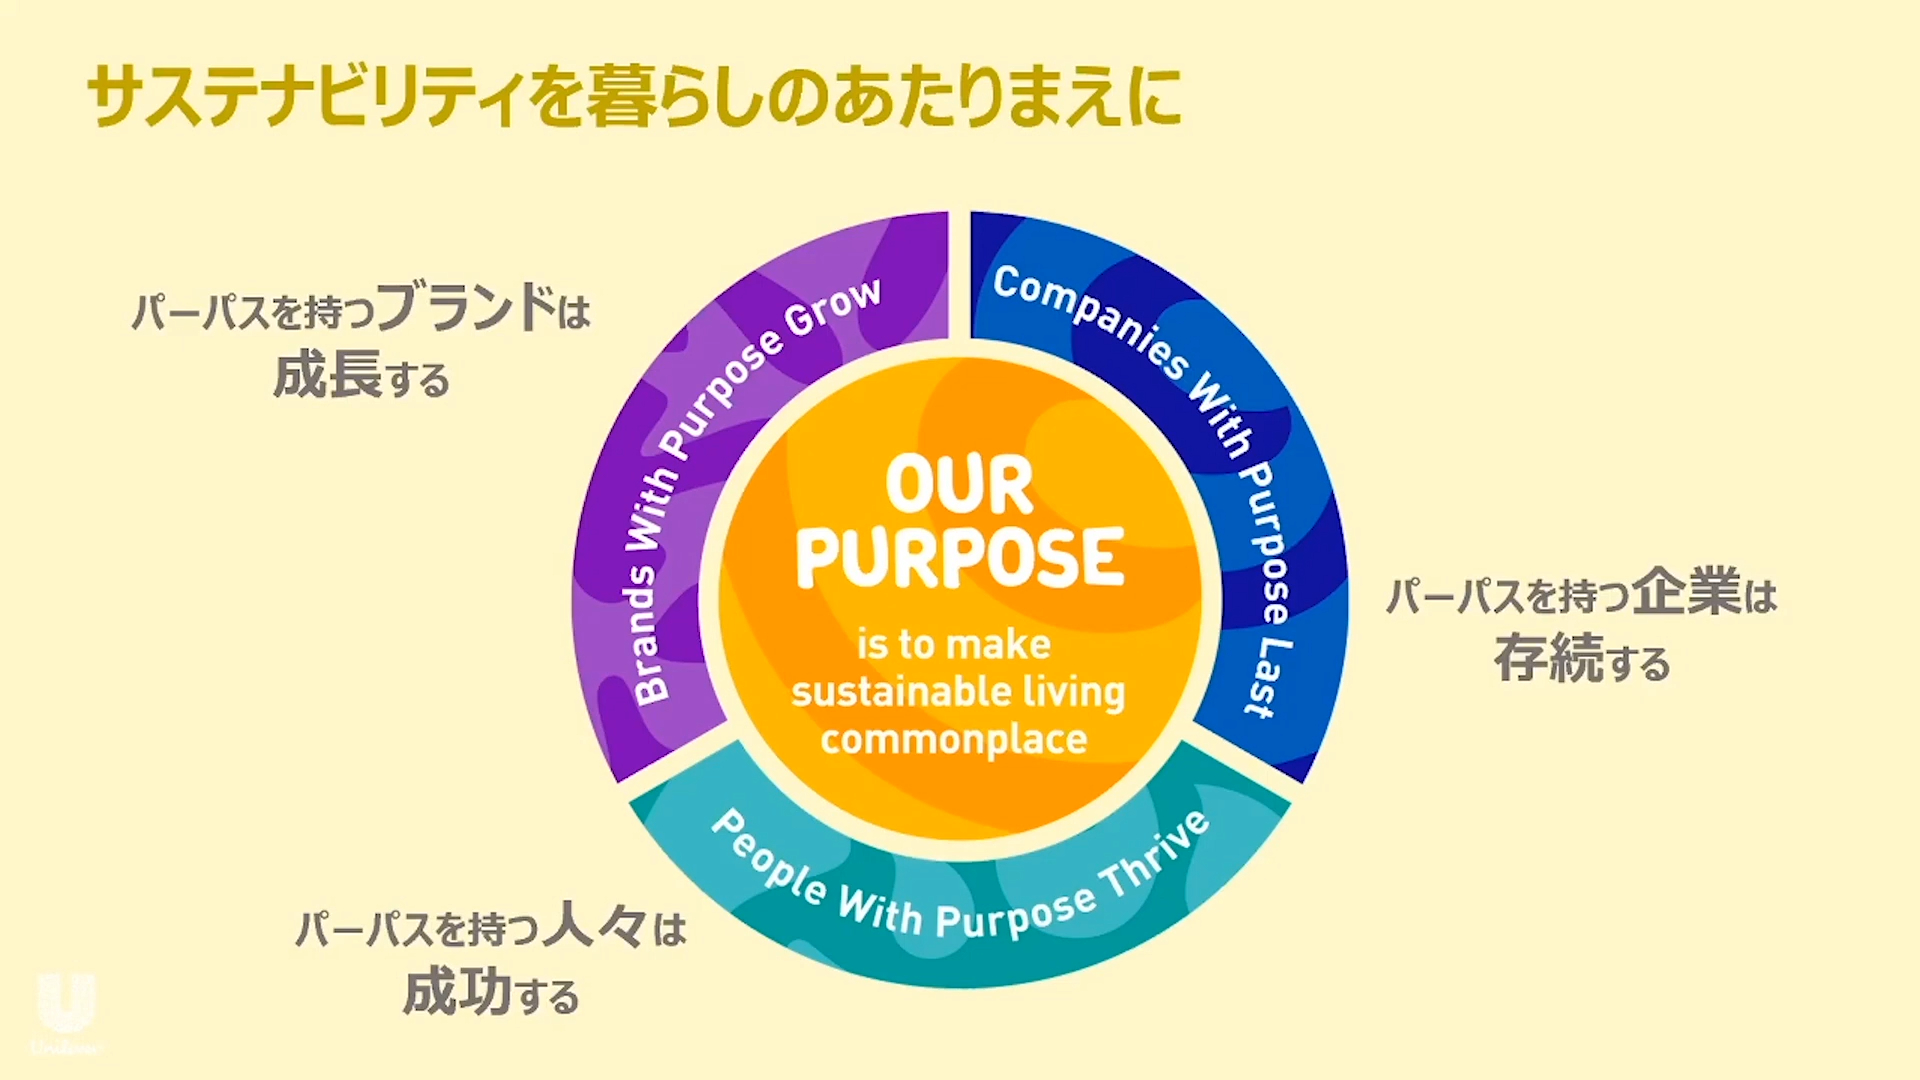 サステナビリティを暮らしのあたりまえに
パーパスを持つブランドは
成長する
Brands With Purpose Grow
Companies With Purpose Last
OUR
PURPOSE
is to make
sustainable living
commonplace
パーパスを持つ企業は
存続する
People With Purpose Thrive
パーパスを持つ人々は
成功する
Unilever